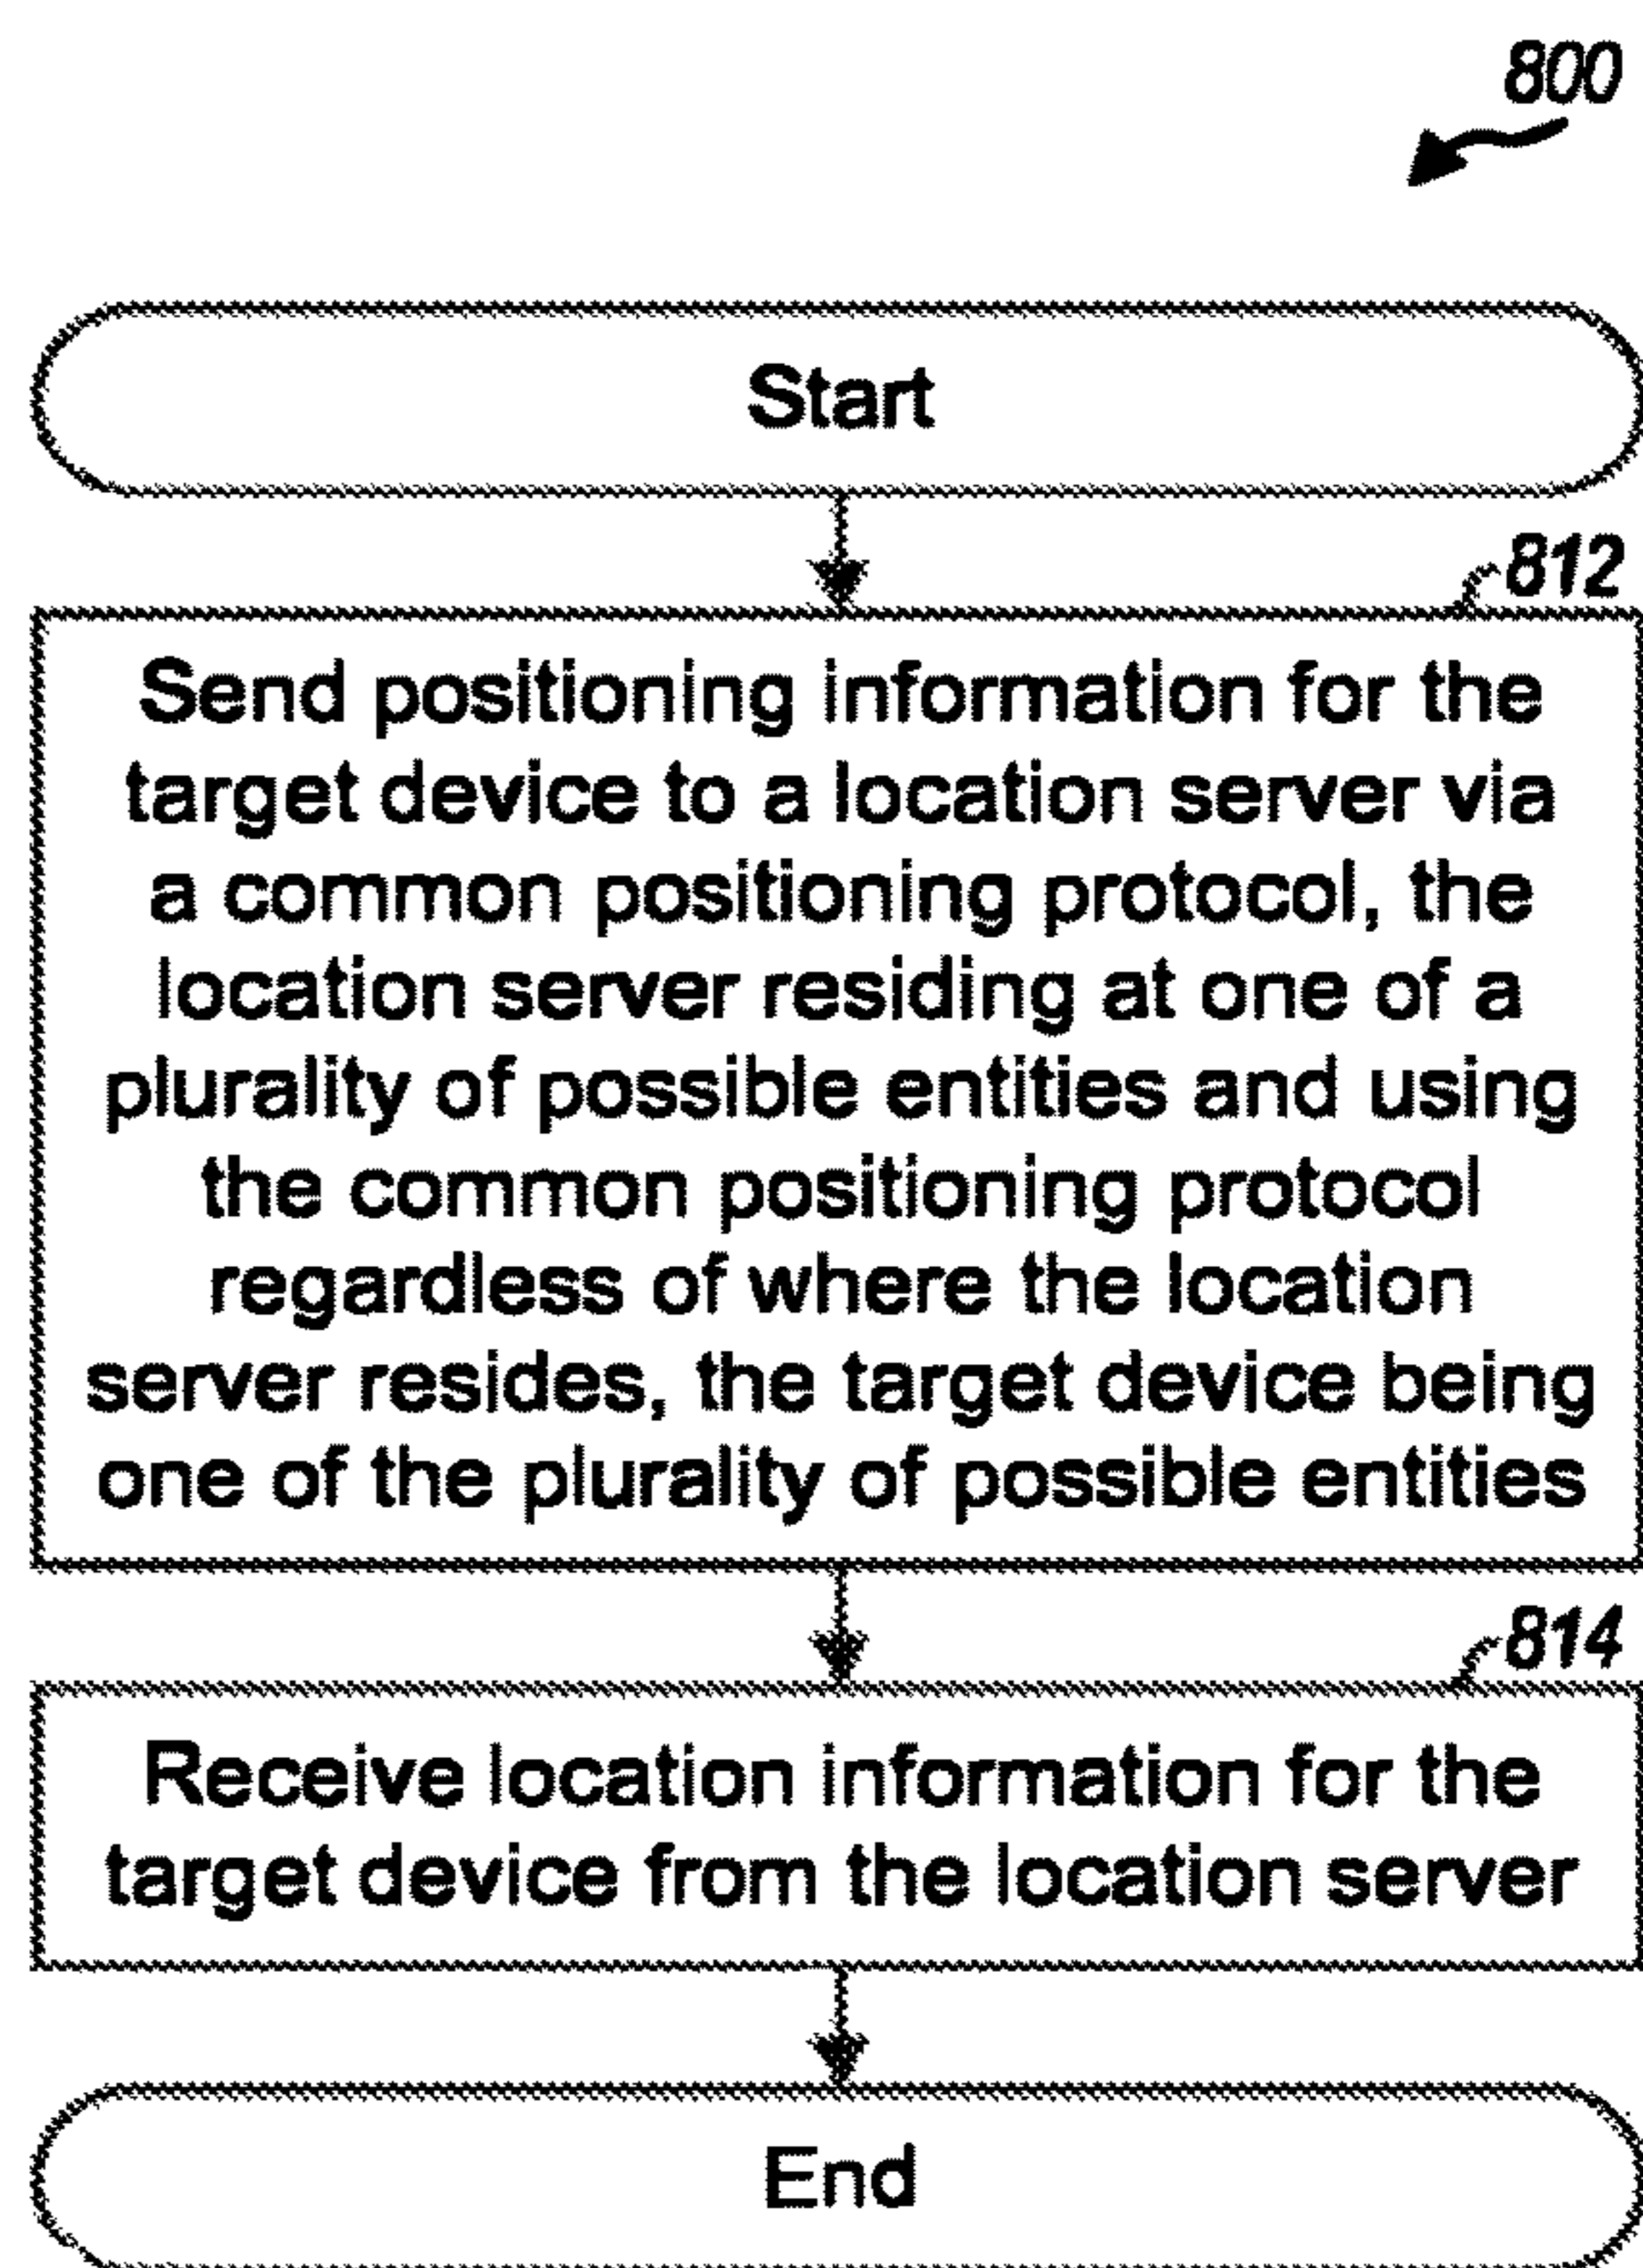 800
Start
812
Send positioning information for the
target device to a location server via
a common positioning protocol, the
location server residing at one of a
plurality of possible entities and using
the common positioning protocol
regardless of where the location
server resides, the target device being
one of the plurality of possible entities
814
Receive location information for the
target device from the location server
End